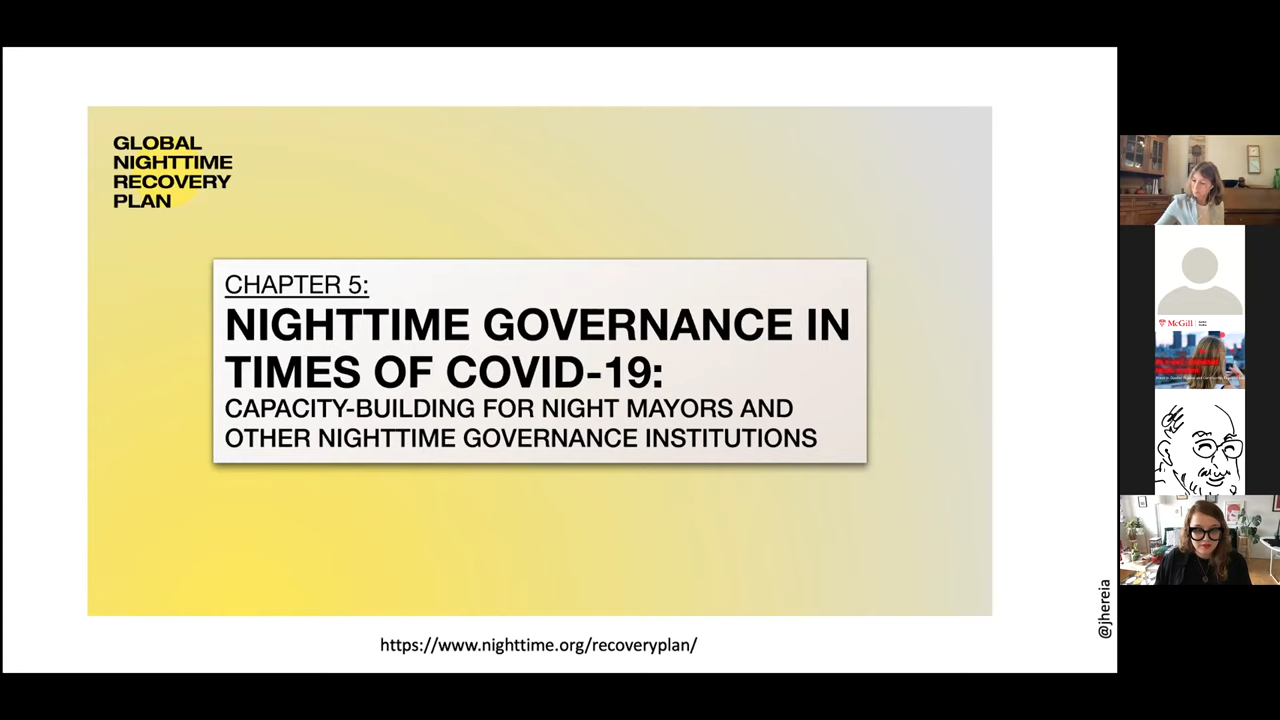 GLOBAL
NIGHTTIME
RECOVERY
PLAN
CHAPTER 5:
NIGHTTIME GOVERNANCE IN
TIMES OF COVID-19:
CAPACITY-BUILDING FOR NIGHT MAYORS AND
OTHER NIGHTTIME GOVERNANCE INSTITUTIONS
https://www.nighttime.org/recoveryplan/
@jhereia
McGill